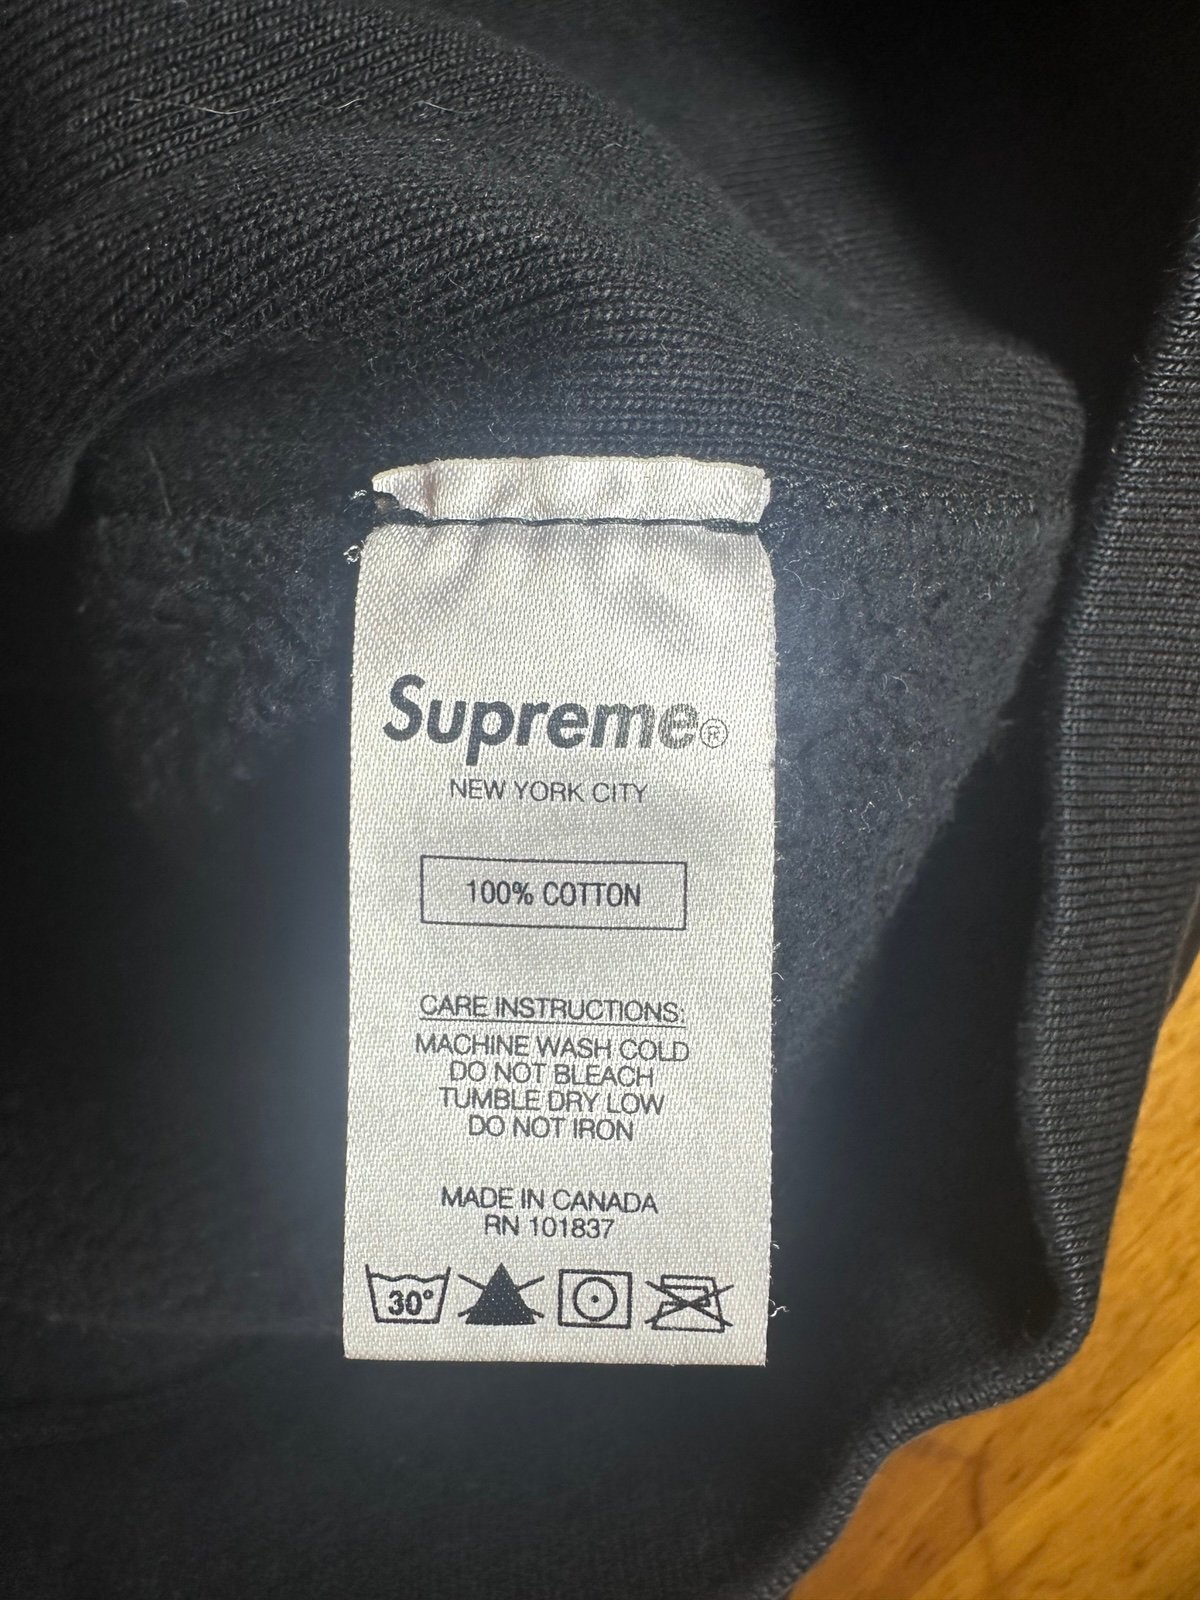 Supreme®
NEW YORK CITY
100% COTTON
CARE INSTRUCTIONS:
MACHINE WASH COLD
DO NOT BLEACH
TUMBLE DRY LOW
DO NOT IRON
MADE IN CANADA
RN 101837
30°